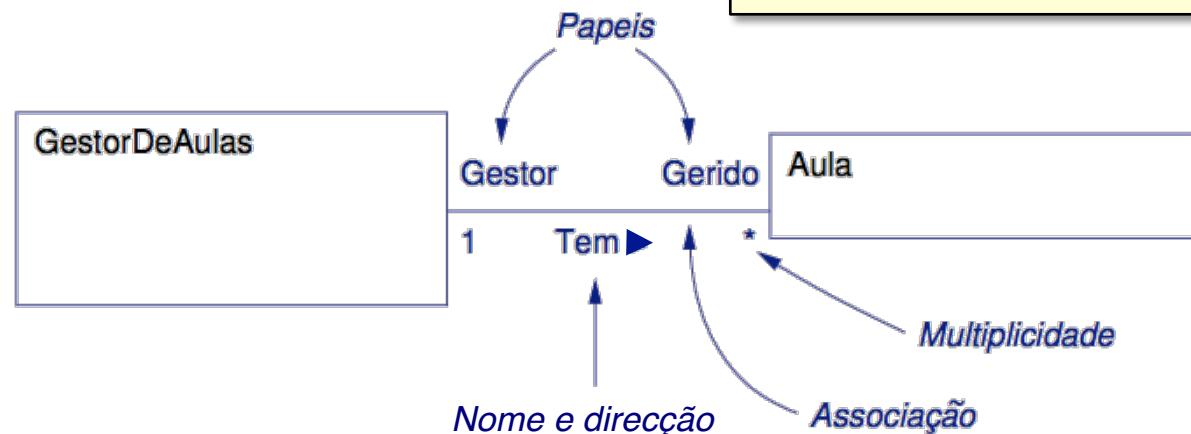 Papeis
GestorDeAulas
Gestor
Gerido
Aula
1
Tem
*
Multiplicidade
Nome e direcção
Associação